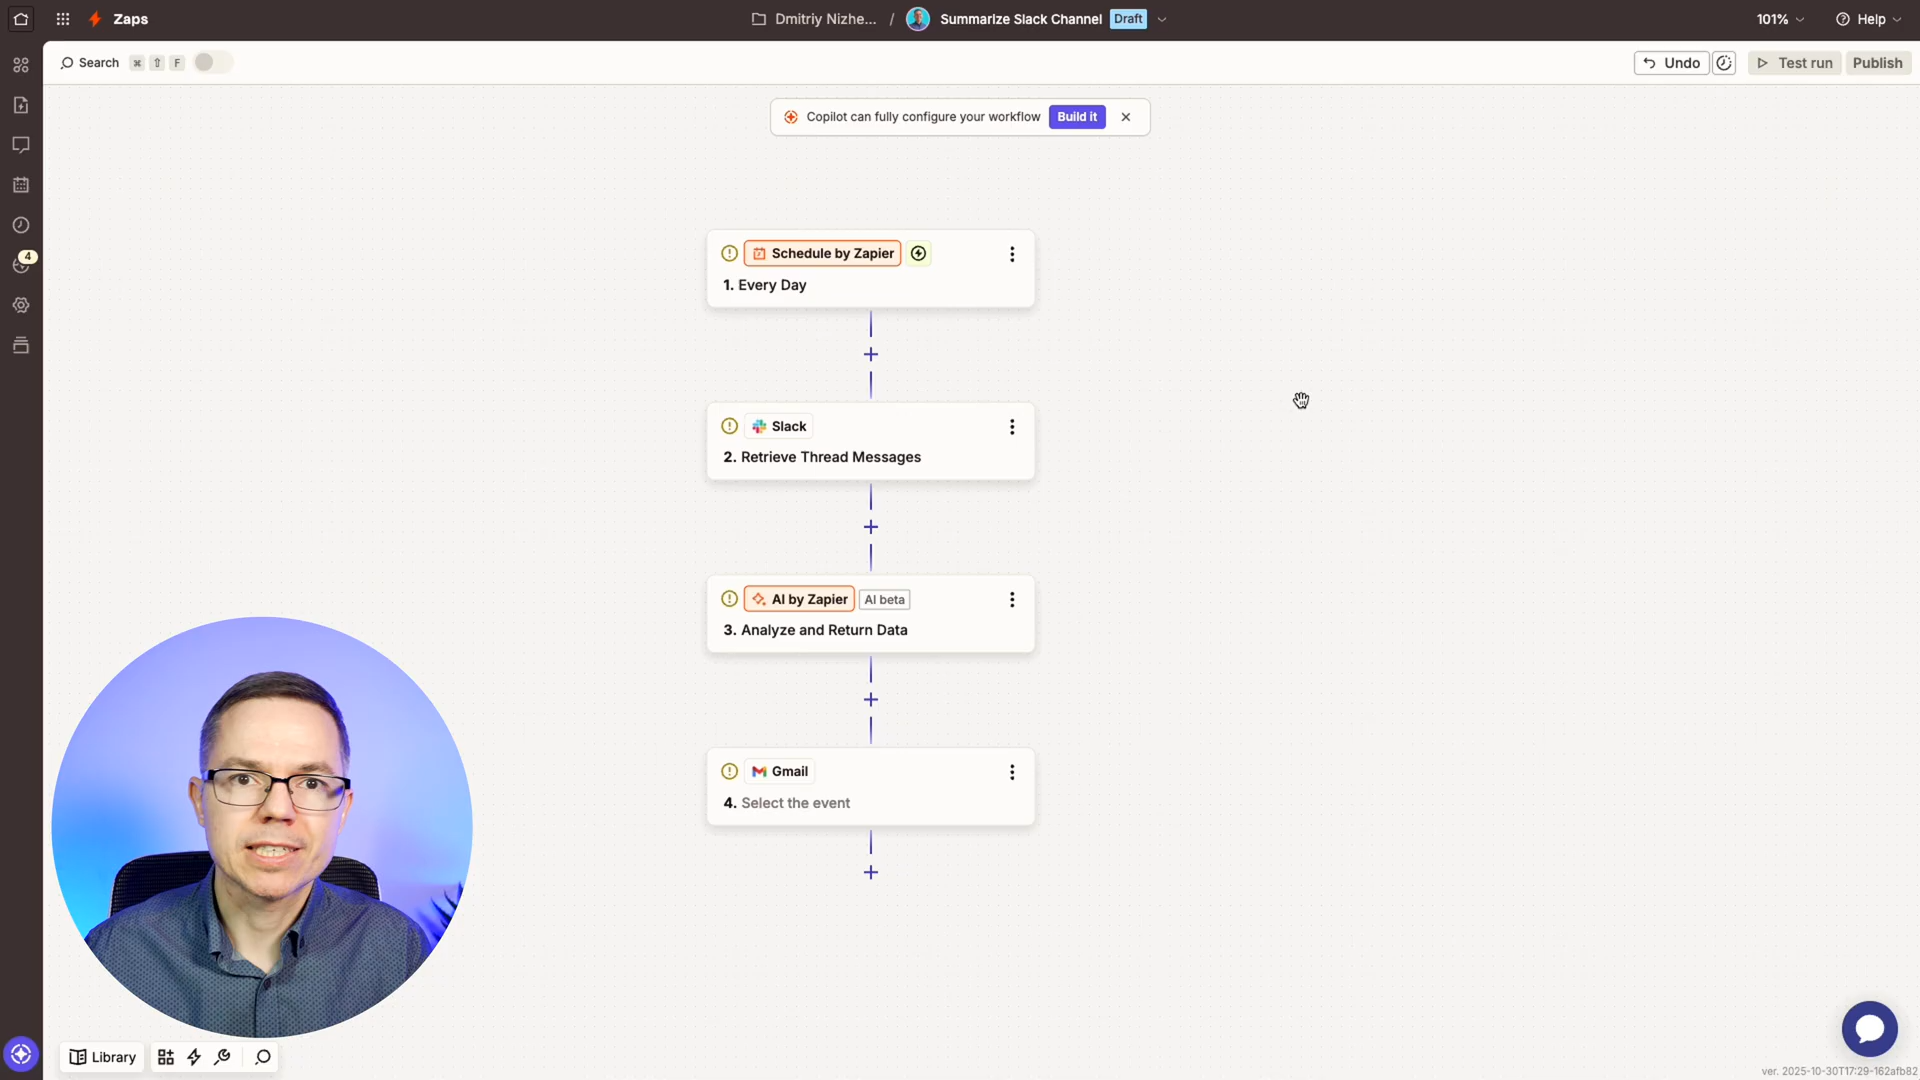 Zaps
Dmitriy Nizhe... / Summarize Slack Channel Draft
101%
Help
Search ⌘ ⇧ F
Undo
Test run
Publish
Copilot can fully configure your workflow Build it
Schedule by Zapier
1. Every Day
Slack
2. Retrieve Thread Messages
AI by Zapier AI beta
3. Analyze and Return Data
Gmail
4. Select the event
4
Library
ver. 2025-10-30T17:29-162afb82